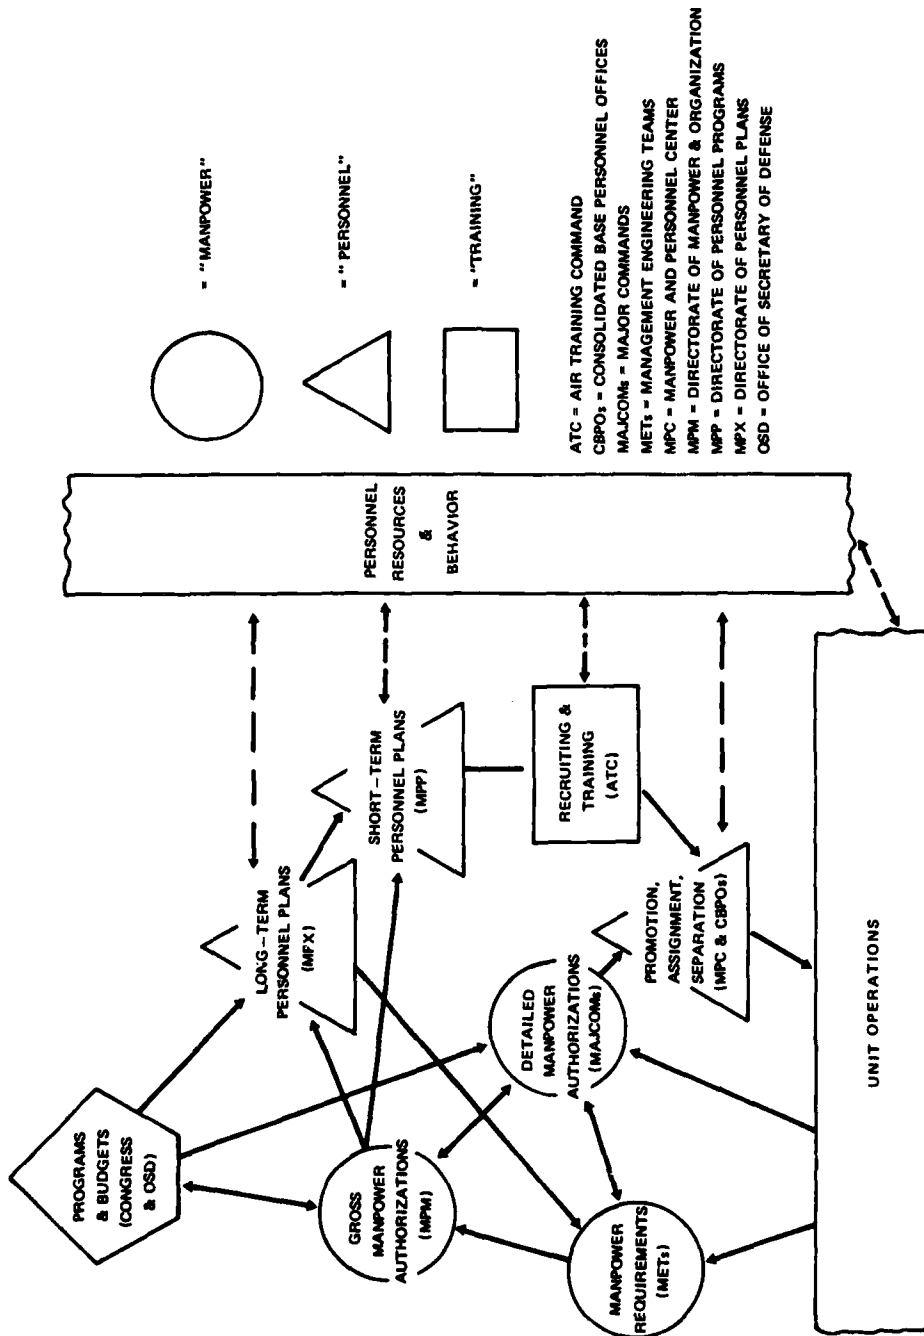 PROGRAMS
& BUDGETS
(CONGRESS
& OSD)
GROSS
MANPOWER
AUTHORIZATIONS
(MPM)
MANPOWER
REQUIREMENTS
(METs)
LONG-TERM
PERSONNEL PLANS
(MPX)
DETAILED
MANPOWER
AUTHORIZATIONS
(MAJCOMs)
SHORT-TERM
PERSONNEL PLANS
(MPP)
RECRUITING &
TRAINING
(ATC)
PROMOTION,
ASSIGNMENT,
SEPARATION
(MPC & CBPOs)
UNIT OPERATIONS
PERSONNEL
RESOURCES
&
BEHAVIOR
= "MANPOWER"
= "PERSONNEL"
= "TRAINING"
ATC = AIR TRAINING COMMAND
CBPOs = CONSOLIDATED BASE PERSONNEL OFFICES
MAJCOMs = MAJOR COMMANDS
METs = MANAGEMENT ENGINEERING TEAMS
MPC = MANPOWER AND PERSONNEL CENTER
MPM = DIRECTORATE OF MANPOWER & ORGANIZATION
MPP = DIRECTORATE OF PERSONNEL PROGRAMS
MPX = DIRECTORATE OF PERSONNEL PLANS
OSD = OFFICE OF SECRETARY OF DEFENSE